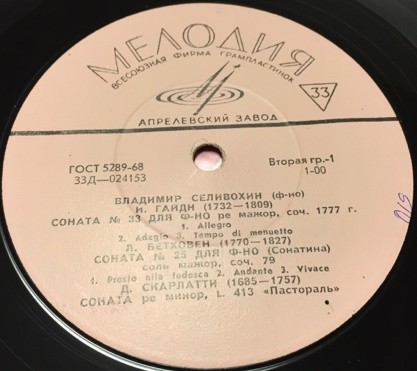 МЕЛОДИЯ
ВСЕСОЮЗНАЯ ФИРМА ГРАМПЛАСТИНОК
33
АПРЕЛЕВСКИЙ ЗАВОД
ГОСТ 5289-68
33Д—024153
Вторая гр.-1
1-00
ВЛАДИМИР СЕЛИВОХИН (ф-но)
И. ГАЙДН (1732—1809)
СОНАТА № 33 ДЛЯ Ф-НО ре мажор, соч. 1777 г.
1. Allegro
2. Adagio 3. Tempo di menuetto
Л. БЕТХОВЕН (1770—1827)
СОНАТА № 25 ДЛЯ Ф-НО (Сонатина)
соль мажор, соч. 79
1. Presto alla tedesca 2. Andante 3. Vivace
Д. СКАРЛАТТИ (1685—1757)
СОНАТА ре минор, L. 413 «Пастораль»